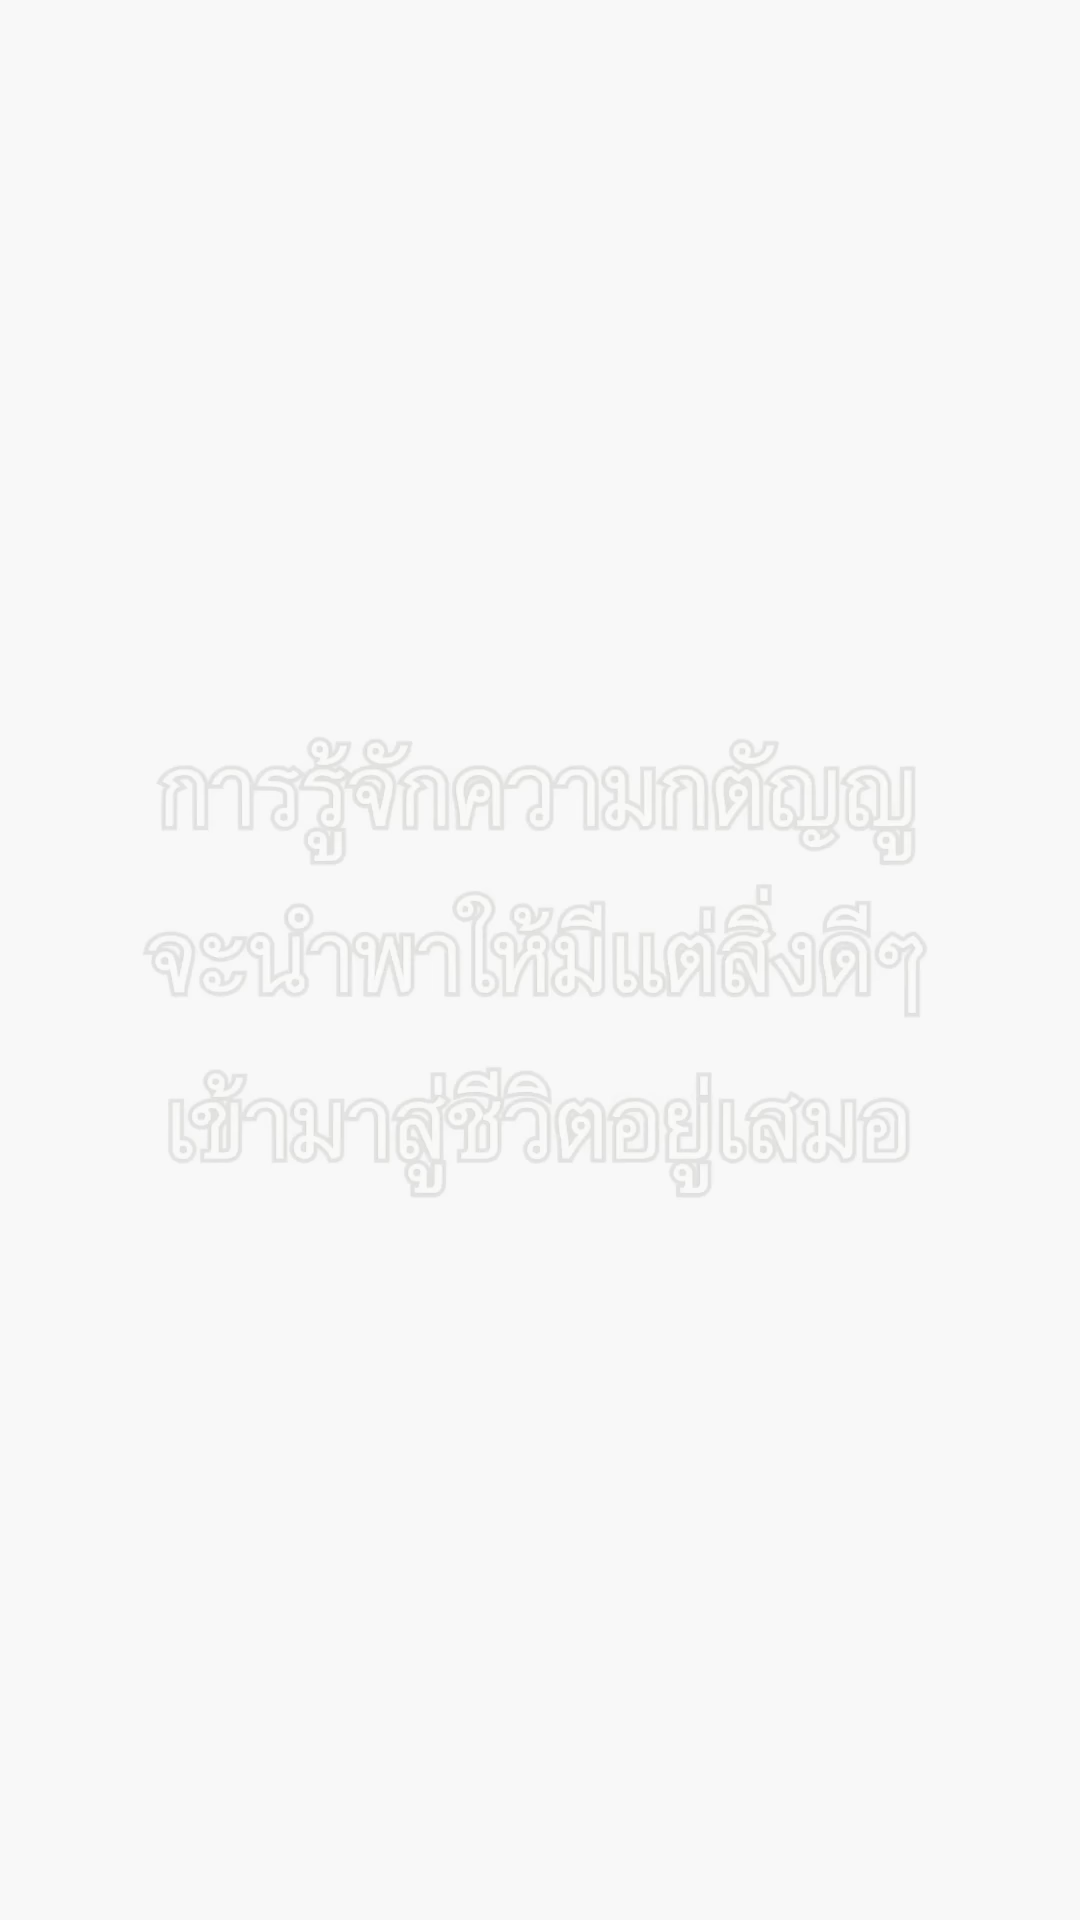 การรู้จักความกตัญญู
จะนำพาให้มีแต่สิ่งดีๆ
เข้ามาสู่ชีวิตอยู่เสมอ